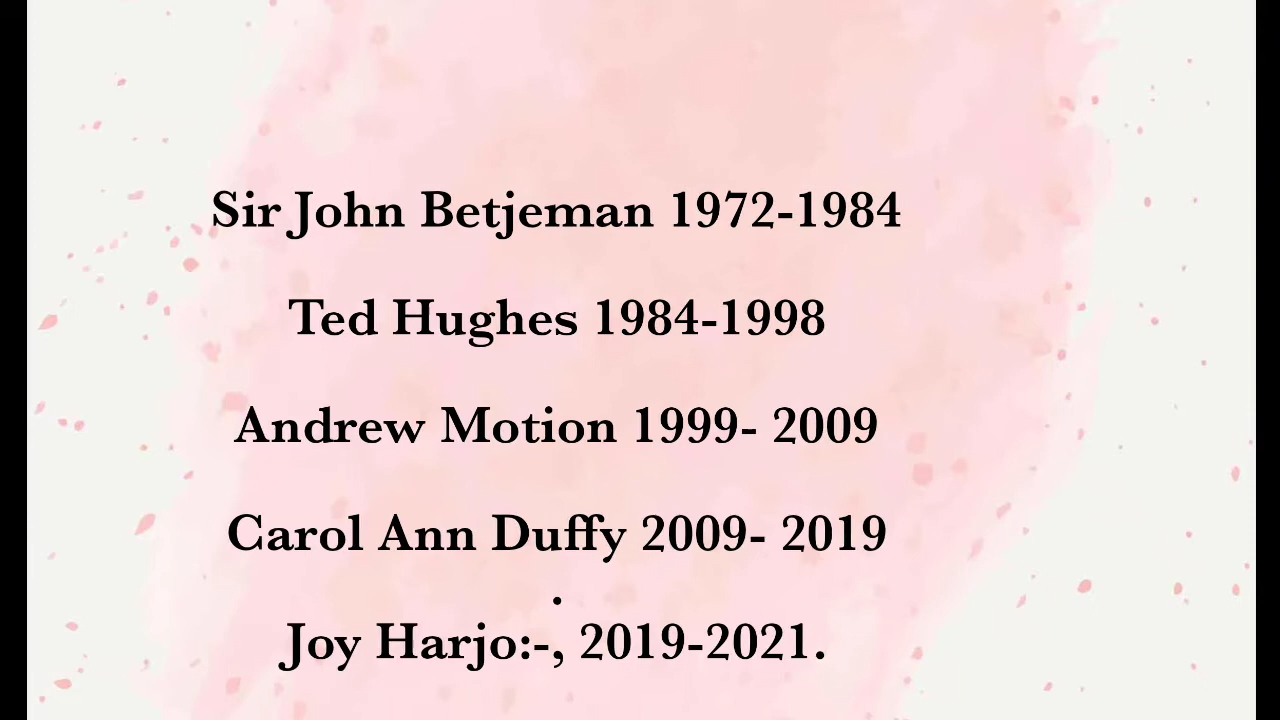 Sir John Betjeman 1972-1984
Ted Hughes 1984-1998
Andrew Motion 1999- 2009
Carol Ann Duffy 2009- 2019
.
Joy Harjo:-, 2019-2021.